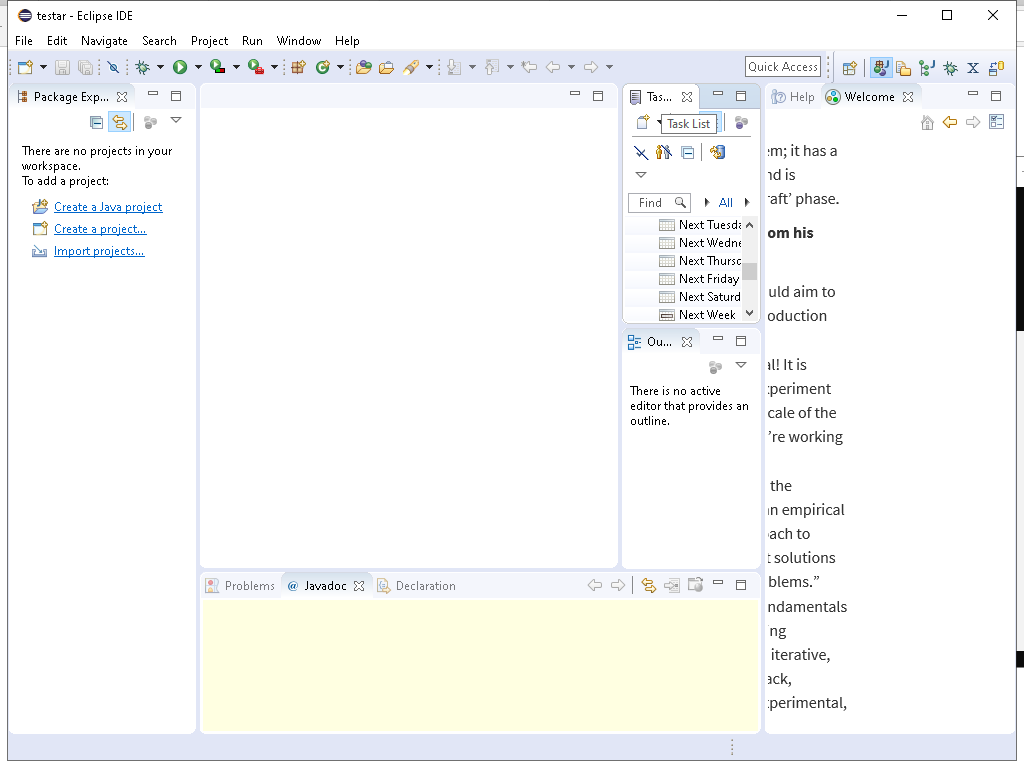 testar - Eclipse IDE
File Edit Navigate Search Project Run Window Help
Quick Access
Package Exp...
There are no projects in your
workspace.
To add a project:
Create a Java project
Create a project...
Import projects...
Tas...
Task List
Find
All
Next Tuesda
Next Wedne
Next Thursd
Next Friday
Next Saturd
Next Week
Ou...
There is no active
editor that provides an
outline.
Problems Javadoc Declaration
Help Welcome
em; it has a
nd is
raft’ phase.
om his
uld aim to
oduction
al! It is
xperiment
cale of the
’re working
the
an empirical
oach to
t solutions
blems.”
ndamentals
ng
iterative,
ack,
xperimental,